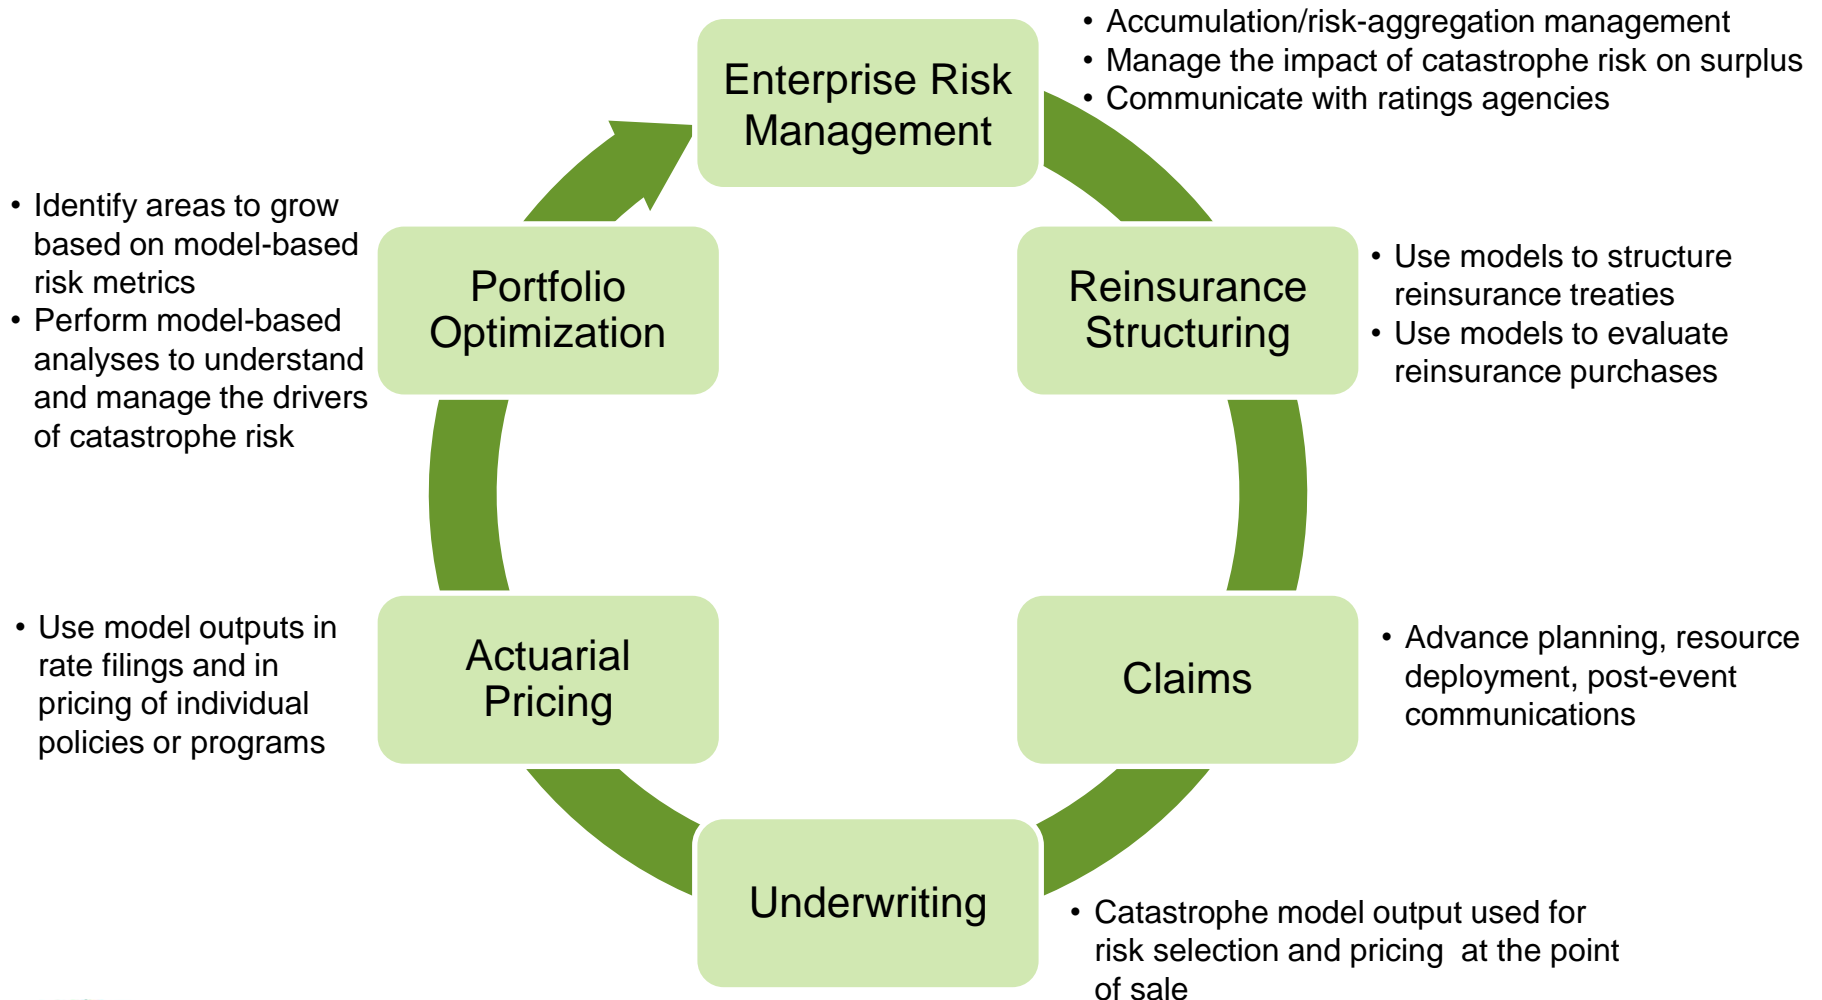 Enterprise Risk
Management
• Accumulation/risk-aggregation management
• Manage the impact of catastrophe risk on surplus
• Communicate with ratings agencies
Reinsurance
Structuring
• Use models to structure
reinsurance treaties
• Use models to evaluate
reinsurance purchases
Claims
• Advance planning, resource
deployment, post-event
communications
Underwriting
• Catastrophe model output used for
risk selection and pricing  at the point
of sale
Actuarial
Pricing
• Use model outputs in
rate filings and in
pricing of individual
policies or programs
Portfolio
Optimization
• Identify areas to grow
based on model-based
risk metrics
• Perform model-based
analyses to understand
and manage the drivers
of catastrophe risk